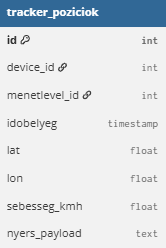 tracker_poziciok
id int
device_id int
menetlevel_id int
idobelyeg timestamp
lat float
lon float
sebesseg_kmh float
nyers_payload text